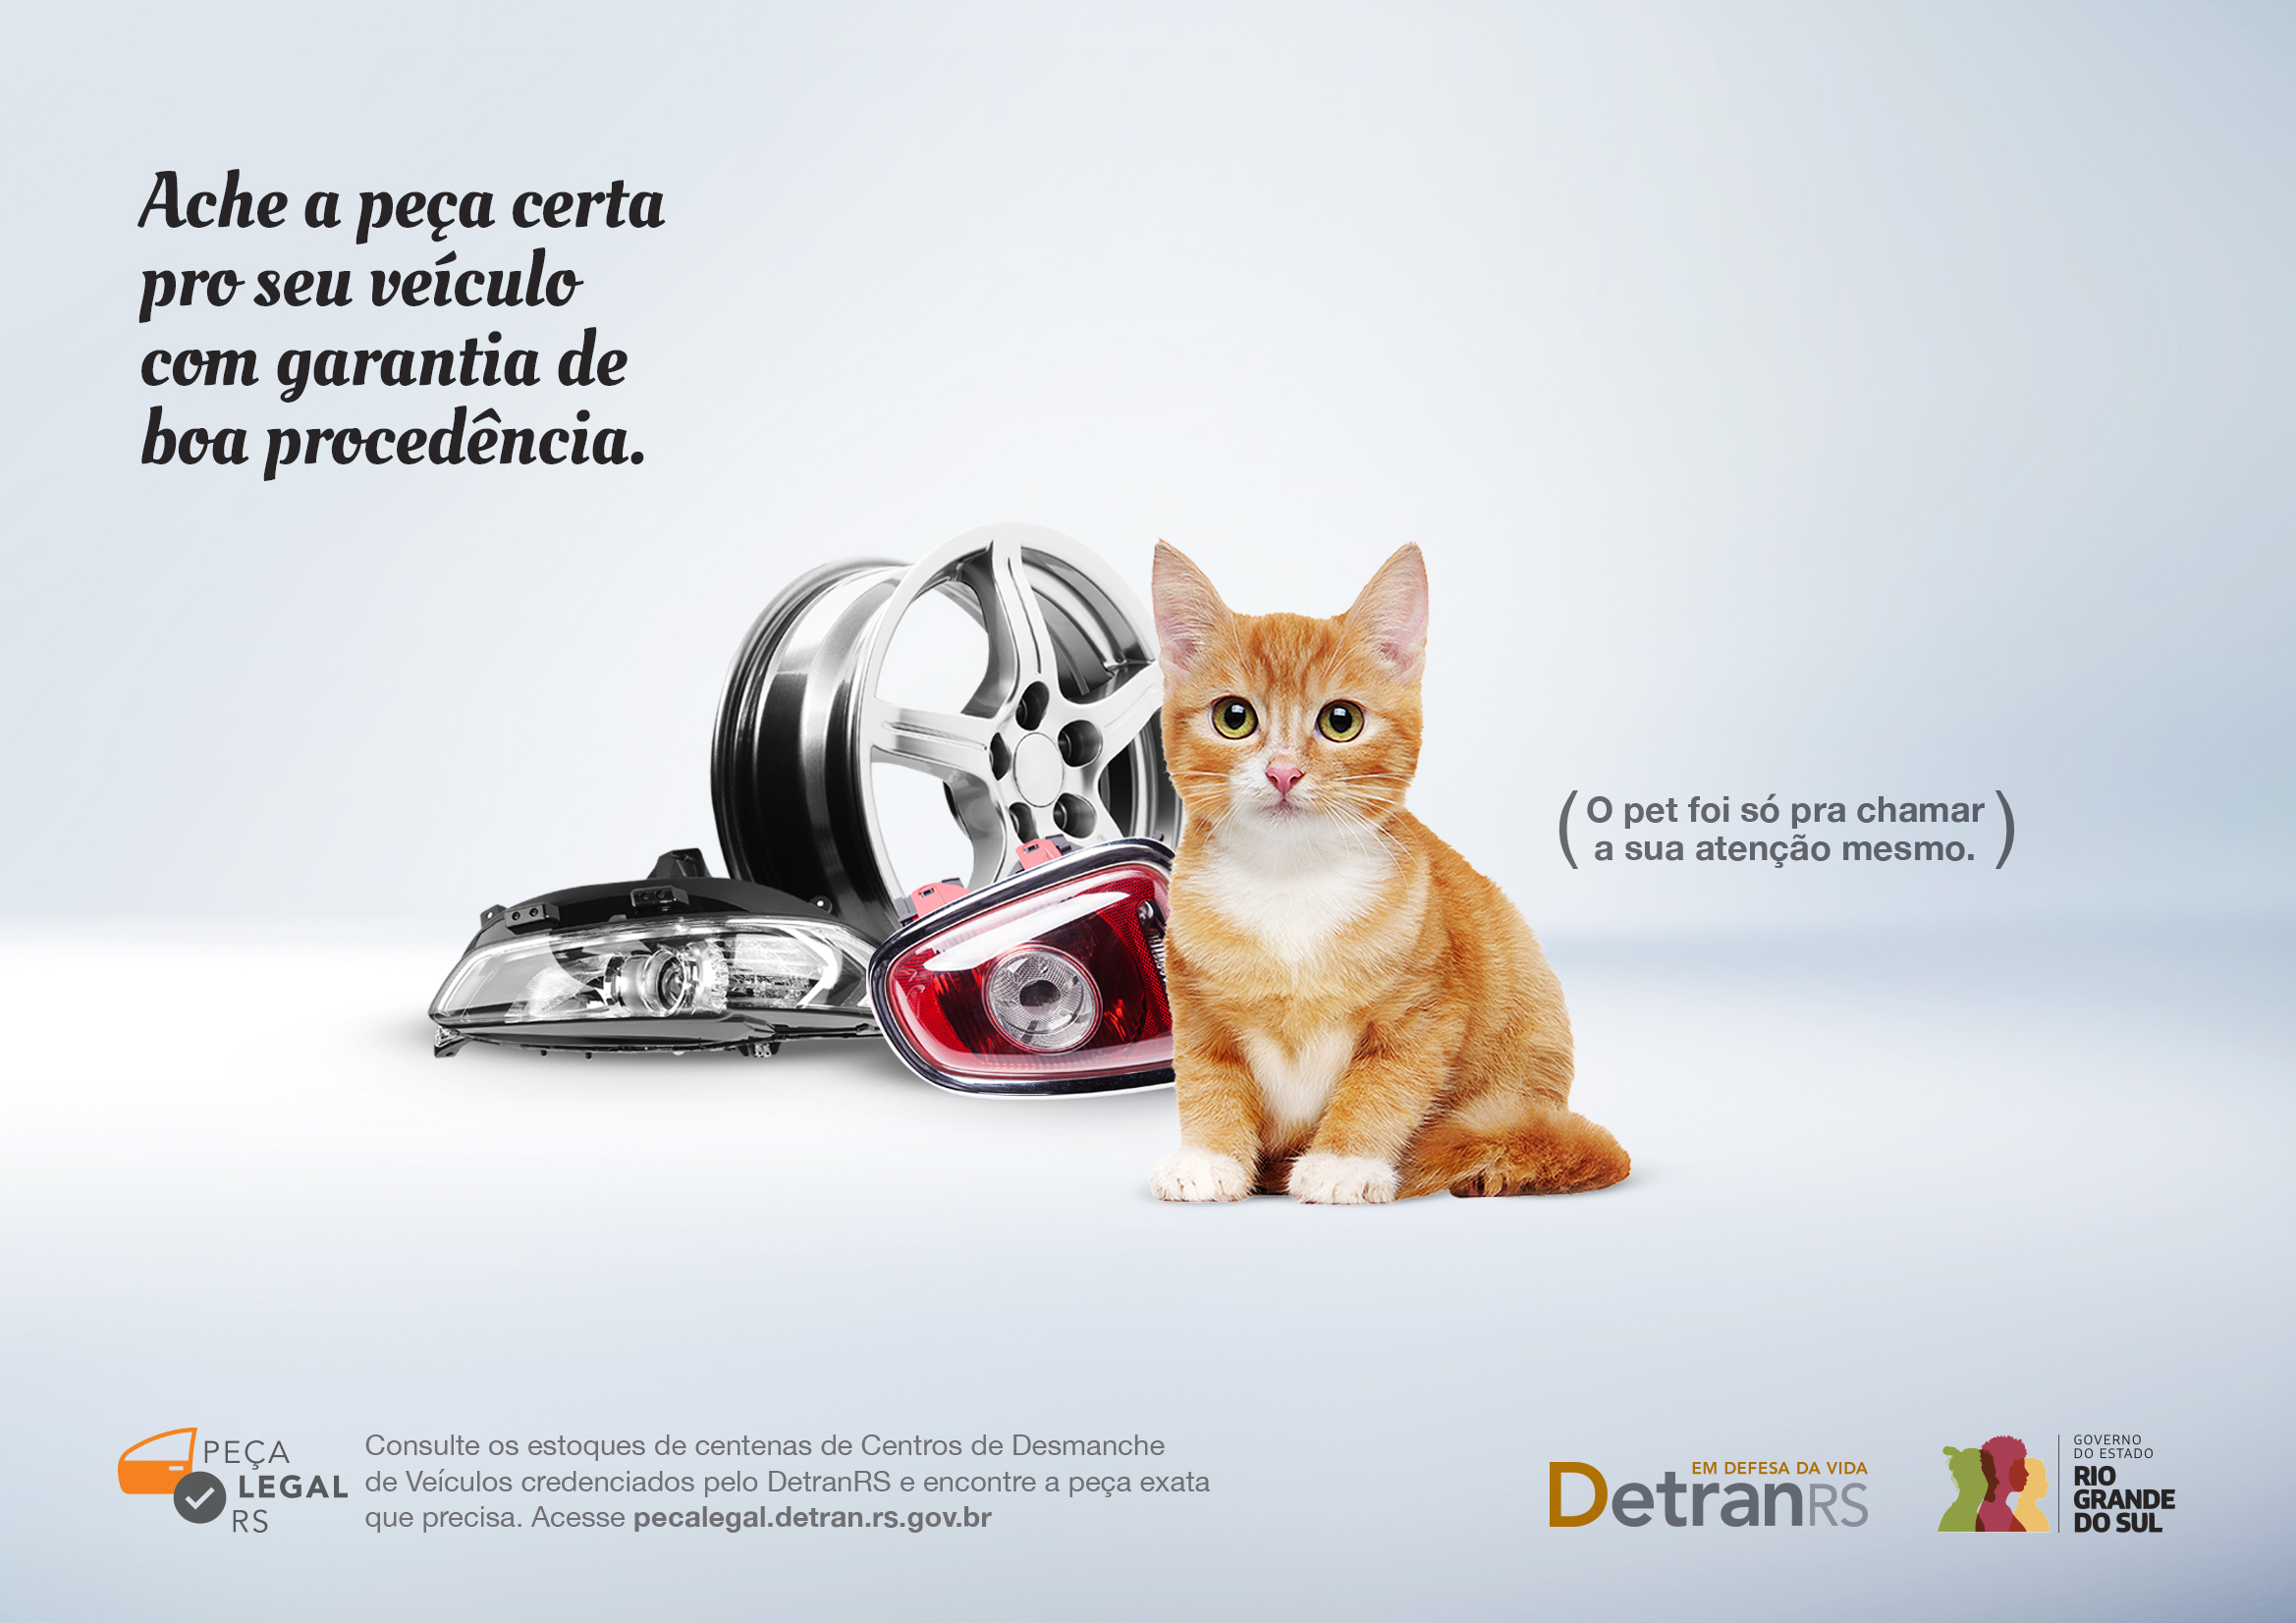 Ache a peça certa
pro seu veículo
com garantia de
boa procedência.
(O pet foi só pra chamar
a sua atenção mesmo.)
PEÇA
LEGAL
RS
Consulte os estoques de centenas de Centros de Desmanche
de Veículos credenciados pelo DetranRS e encontre a peça exata
que precisa. Acesse pecalegal.detran.rs.gov.br
EM DEFESA DA VIDA
DetranRS
GOVERNO
DO ESTADO
RIO
GRANDE
DO SUL